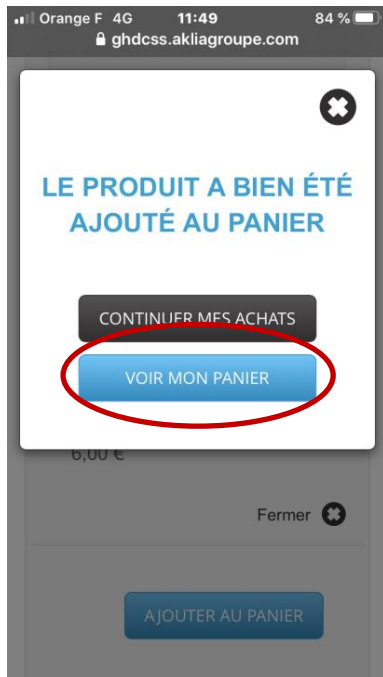 Orange F 4G 11:49 84 %
ghdcss.akliagroupe.com
LE PRODUIT A BIEN ÉTÉ
AJOUTÉ AU PANIER
CONTINUER MES ACHATS
VOIR MON PANIER
6,00 €
Fermer
AJOUTER AU PANIER